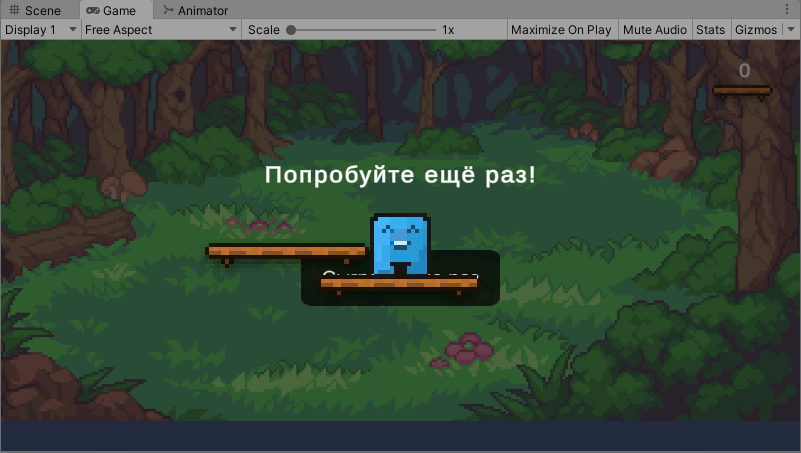 Scene Game Animator
Display 1 Free Aspect Scale 1x Maximize On Play Mute Audio Stats Gizmos
0
Попробуйте ещё раз!